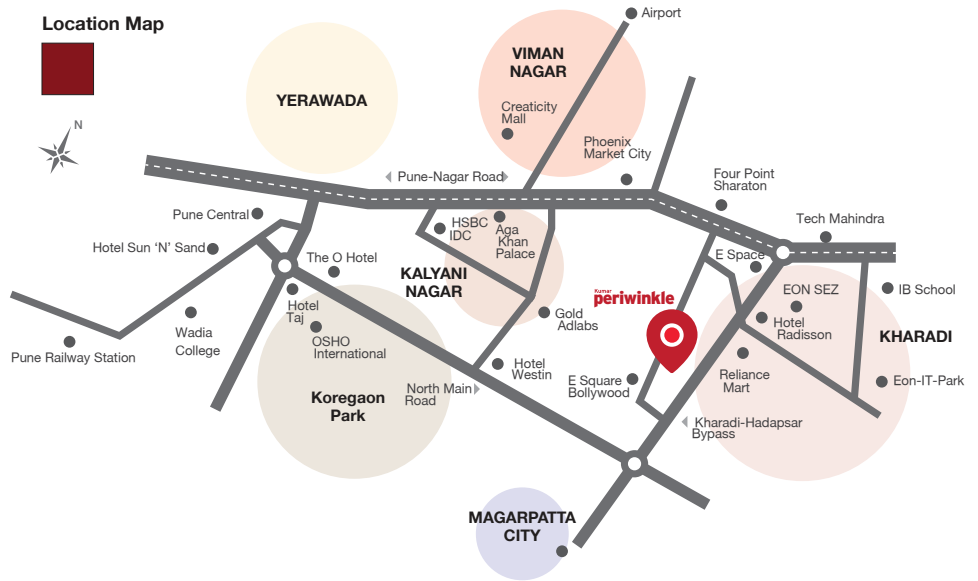 Location Map
N
Airport
VIMAN
NAGAR
YERAWADA
Creaticity
Mall
Phoenix
Market City
Pune-Nagar Road
Four Point
Sharaton
Pune Central
HSBC
IDC
Aga
Khan
Palace
Tech Mahindra
Hotel Sun 'N' Sand
The O Hotel
E Space
KALYANI
NAGAR
Kumar
periwinkle
EON SEZ
IB School
Hotel
Taj
Gold
Adlabs
Hotel
Radisson
Wadia
College
OSHO
International
KHARADI
Pune Railway Station
Hotel
Westin
Reliance
Mart
E Square
Bollywood
Eon-IT-Park
North Main
Road
Koregaon
Park
Kharadi-Hadapsar
Bypass
MAGARPATTA
CITY